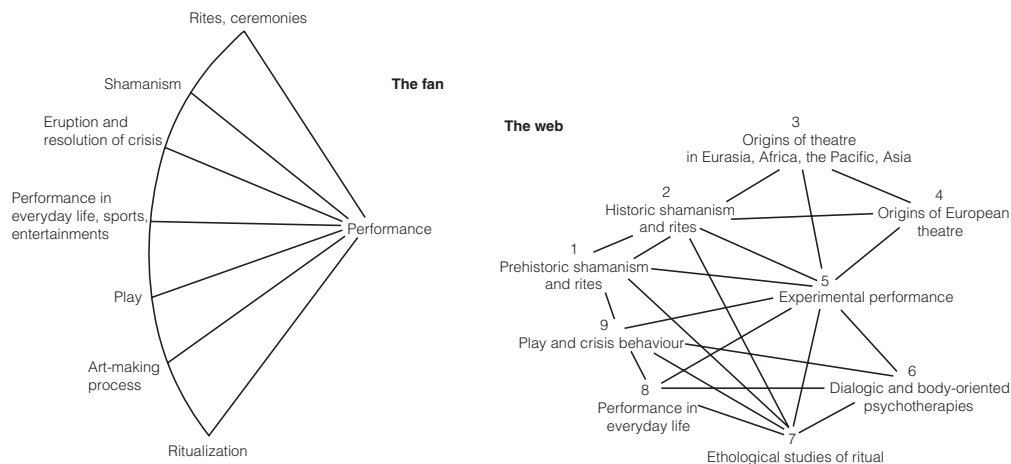 Rites, ceremonies
Shamanism
The fan
Eruption and
resolution of crisis
Performance in
everyday life, sports,
entertainments
Performance
Play
Art-making
process
Ritualization
The web
3
Origins of theatre
in Eurasia, Africa, the Pacific, Asia
2
Historic shamanism
and rites
4
Origins of European
theatre
1
Prehistoric shamanism
and rites
5
Experimental performance
9
Play and crisis behaviour
6
Dialogic and body-oriented
psychotherapies
8
Performance in
everyday life
7
Ethological studies of ritual